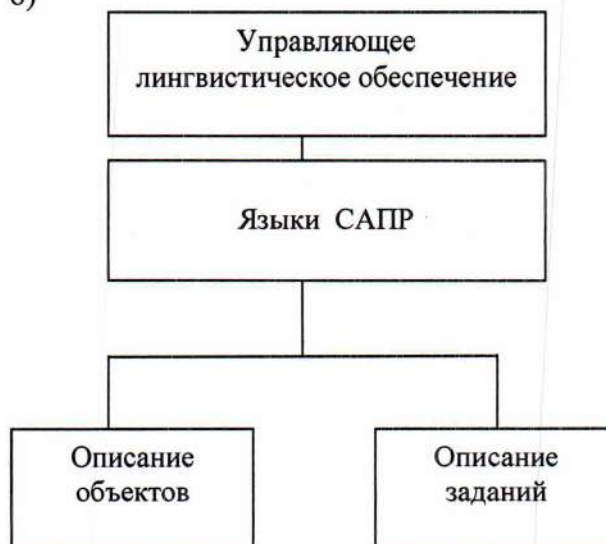 Управляющее
лингвистическое обеспечение
Языки САПР
Описание
объектов
Описание
заданий